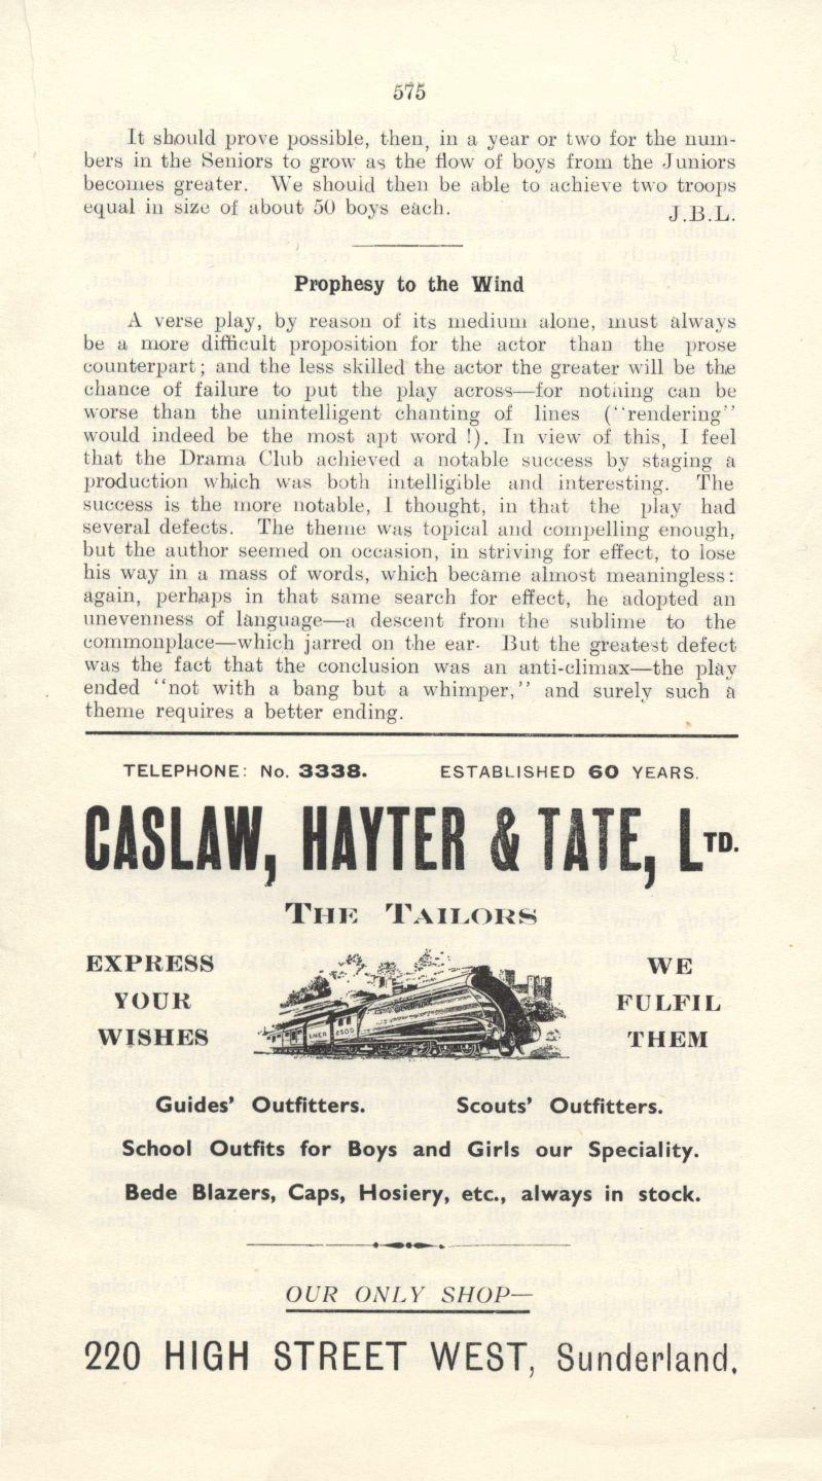 575
It should prove possible, then, in a year or two for the num-
bers in the Seniors to grow as the flow of boys from the Juniors
becomes greater. We should then be able to achieve two troops
equal in size of about 50 boys each. J.B.L.
Prophesy to the Wind
A verse play, by reason of its medium alone, must always
be a more difficult proposition for the actor than the prose
counterpart; and the less skilled the actor the greater will be the
chance of failure to put the play across—for nothing can be
worse than the unintelligent chanting of lines (“rendering”
would indeed be the most apt word !). In view of this, I feel
that the Drama Club achieved a notable success by staging a
production which was both intelligible and interesting. The
success is the more notable, I thought, in that the play had
several defects. The theme was topical and compelling enough,
but the author seemed on occasion, in striving for effect, to lose
his way in a mass of words, which became almost meaningless:
again, perhaps in that same search for effect, he adopted an
unevenness of language—a descent from the sublime to the
commonplace—which jarred on the ear. But the greatest defect
was the fact that the conclusion was an anti-climax—the play
ended “not with a bang but a whimper,” and surely such a
theme requires a better ending.
TELEPHONE: No. 3338. ESTABLISHED 60 YEARS.
CASLAW, HAYTER & TATE, LTD.
THE TAILORS
EXPRESS
YOUR
WISHES
LNER 2509
WE
FULFIL
THEM
Guides' Outfitters. Scouts' Outfitters.
School Outfits for Boys and Girls our Speciality.
Bede Blazers, Caps, Hosiery, etc., always in stock.
OUR ONLY SHOP—
220 HIGH STREET WEST, Sunderland.